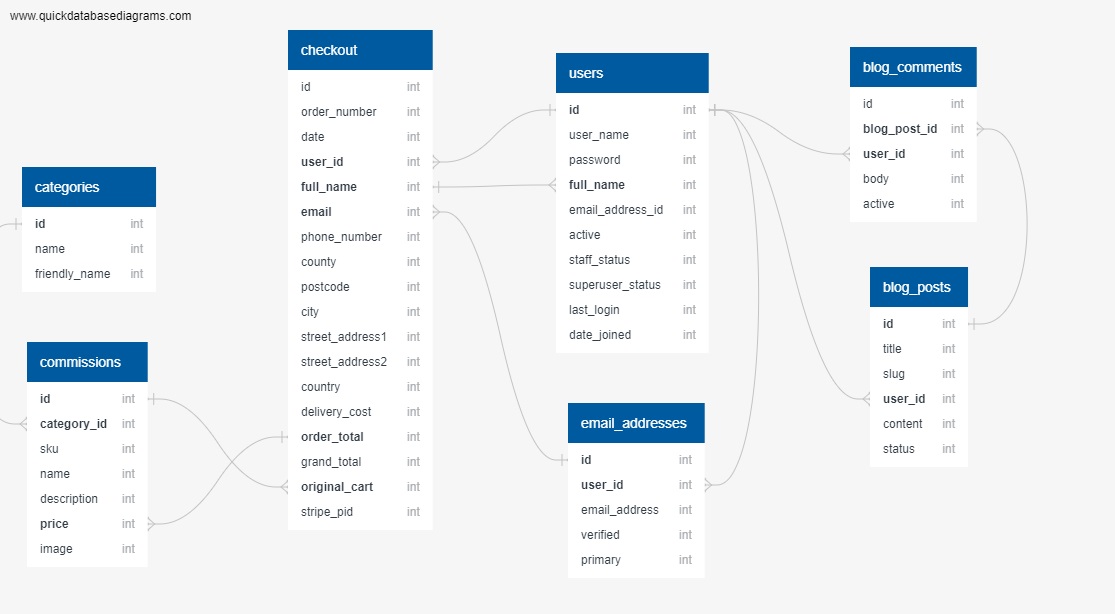 www.quickdatabasediagrams.com
categories
id int
name int
friendly_name int
commissions
id int
category_id int
sku int
name int
description int
price int
image int
checkout
id int
order_number int
date int
user_id int
full_name int
email int
phone_number int
county int
postcode int
city int
street_address1 int
street_address2 int
country int
delivery_cost int
order_total int
grand_total int
original_cart int
stripe_pid int
users
id int
user_name int
password int
full_name int
email_address_id int
active int
staff_status int
superuser_status int
last_login int
date_joined int
email_addresses
id int
user_id int
email_address int
verified int
primary int
blog_comments
id int
blog_post_id int
user_id int
body int
active int
blog_posts
id int
title int
slug int
user_id int
content int
status int